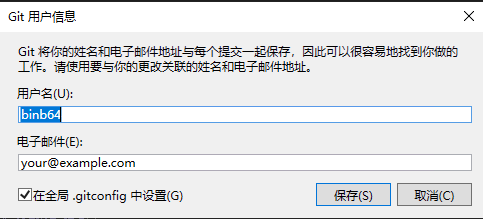 Git 用户信息
Git 将你的姓名和电子邮件地址与每个提交一起保存，因此可以很容易地找到你做的
工作。请使用要与你的更改关联的姓名和电子邮件地址。
用户名(U):
binb64
电子邮件(E):
your@example.com
在全局 .gitconfig 中设置(G)
保存(S)
取消(C)